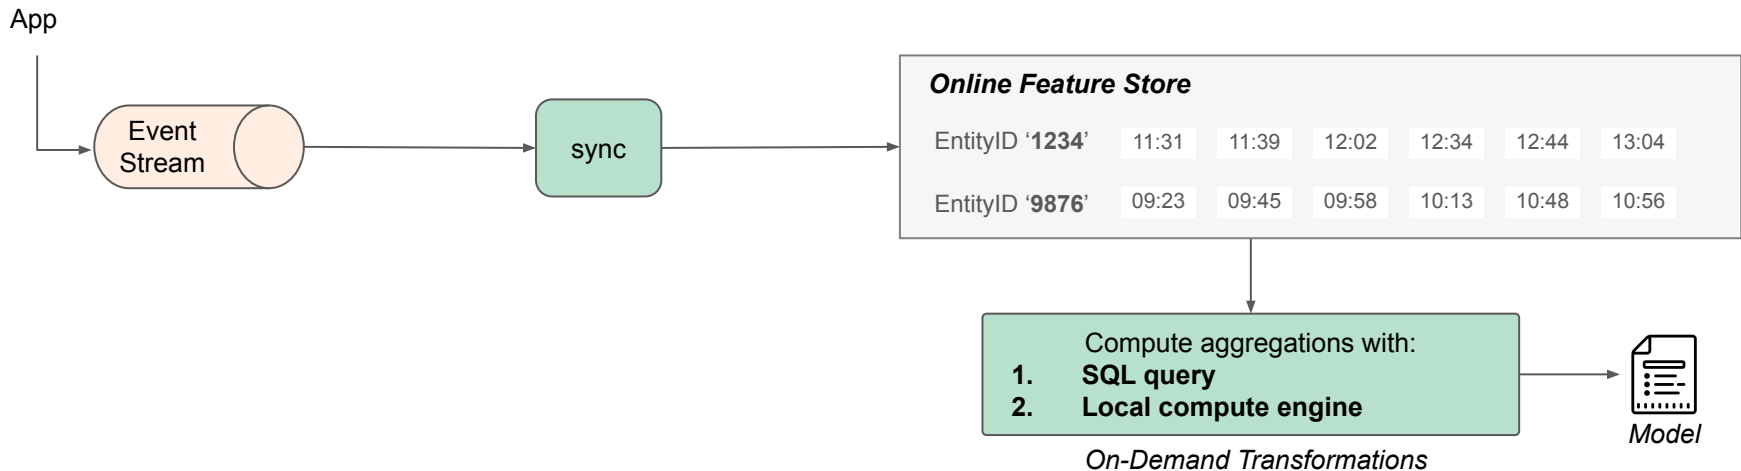 App
Event
Stream
sync
Online Feature Store
EntityID ‘1234’ 11:31 11:39 12:02 12:34 12:44 13:04
EntityID ‘9876’ 09:23 09:45 09:58 10:13 10:48 10:56
Compute aggregations with:
1. SQL query
2. Local compute engine
Model
On-Demand Transformations